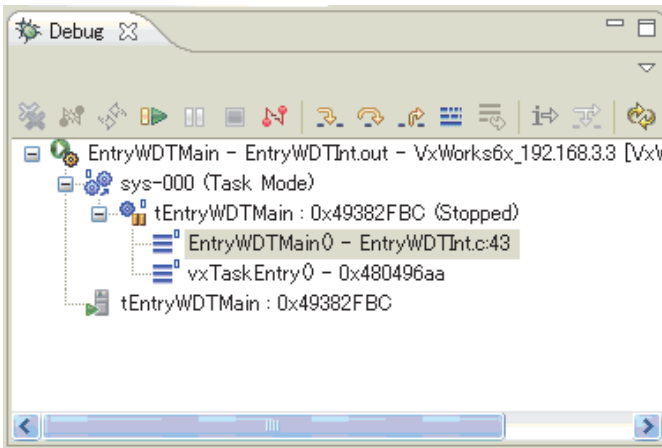 Debug
EntryWDTMain - EntryWDTInt.out - VxWorks6x_192.168.3.3 [VxW
sys-000 (Task Mode)
tEntryWDTMain : 0x49382FBC (Stopped)
EntryWDTMain() - EntryWDTInt.c:43
vxTaskEntry() - 0x480496aa
tEntryWDTMain : 0x49382FBC